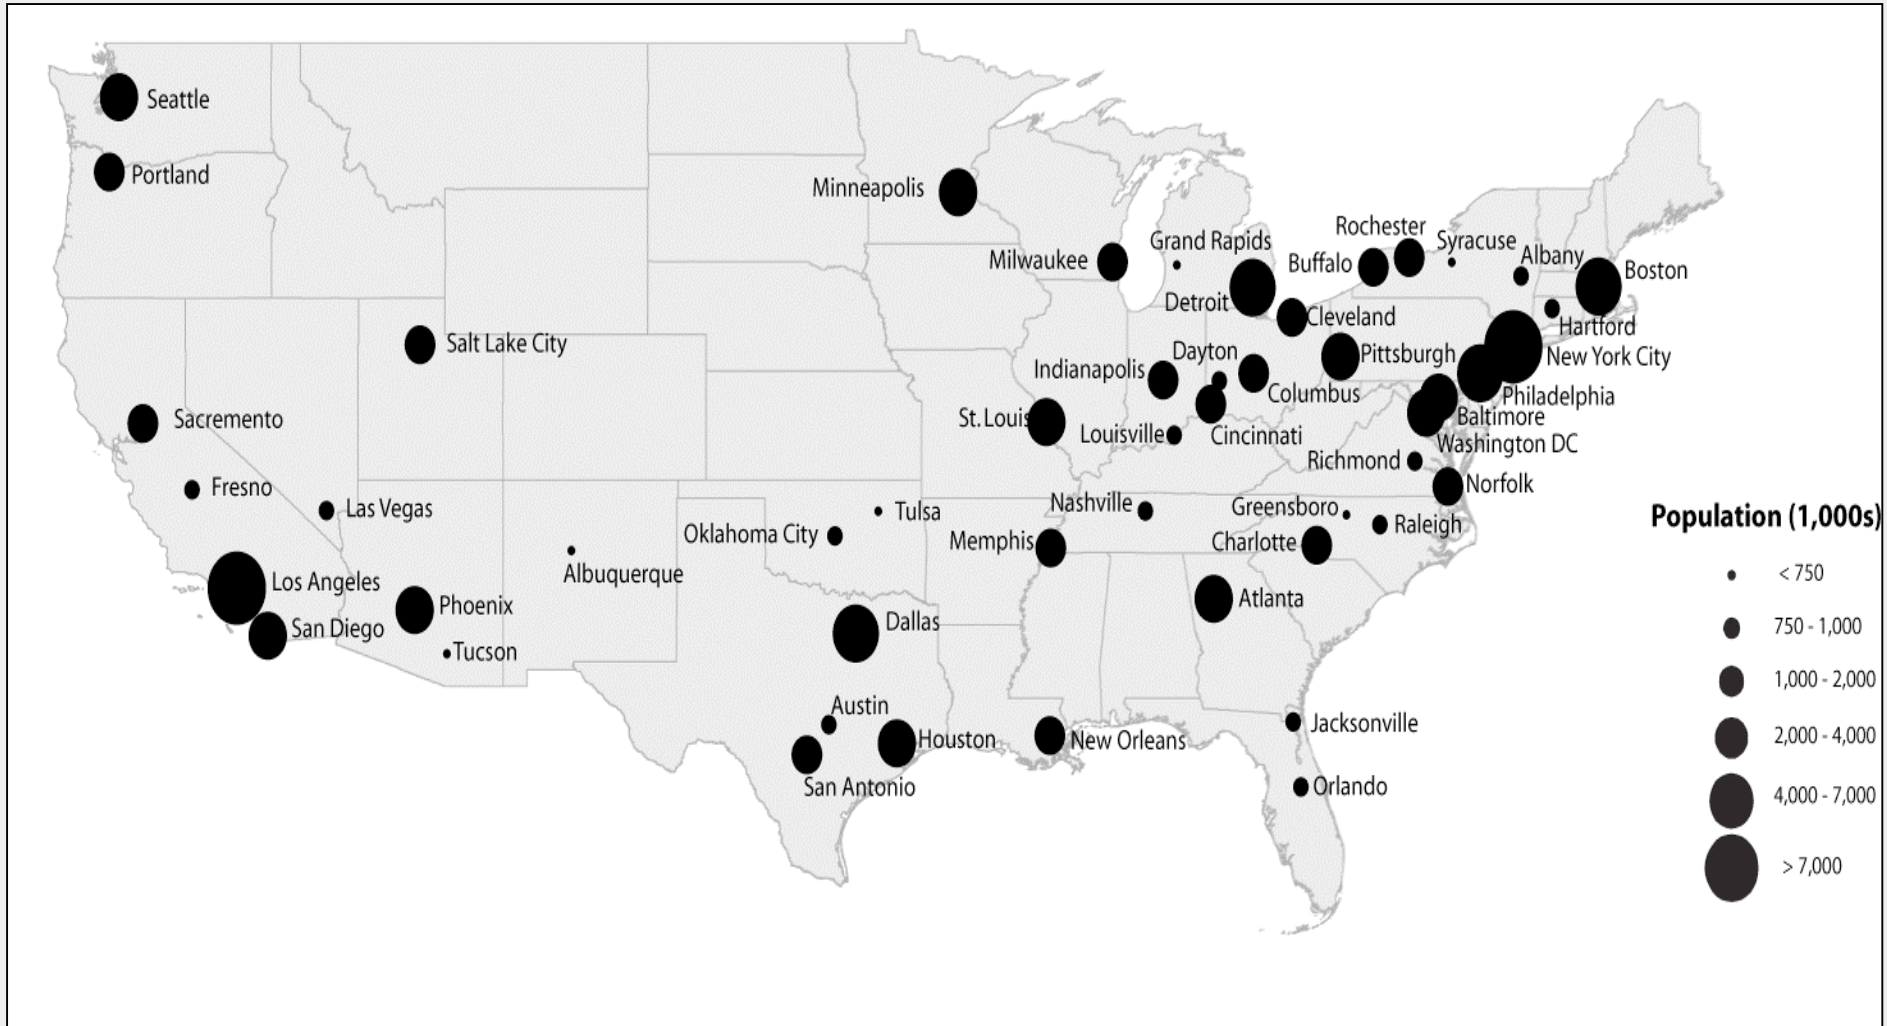 Seattle
Portland
Minneapolis
Milwaukee
Grand Rapids
Detroit
Rochester
Buffalo
Syracuse
Albany
Boston
Hartford
Cleveland
New York City
Pittsburgh
Philadelphia
Baltimore
Washington DC
Salt Lake City
Indianapolis
Dayton
Columbus
Cincinnati
St. Louis
Louisville
Richmond
Norfolk
Sacremento
Fresno
Las Vegas
Los Angeles
San Diego
Phoenix
Tucson
Albuquerque
Oklahoma City
Tulsa
Nashville
Memphis
Greensboro
Raleigh
Charlotte
Atlanta
Dallas
Austin
Houston
San Antonio
New Orleans
Jacksonville
Orlando
Population (1,000s)
< 750
750 - 1,000
1,000 - 2,000
2,000 - 4,000
4,000 - 7,000
> 7,000